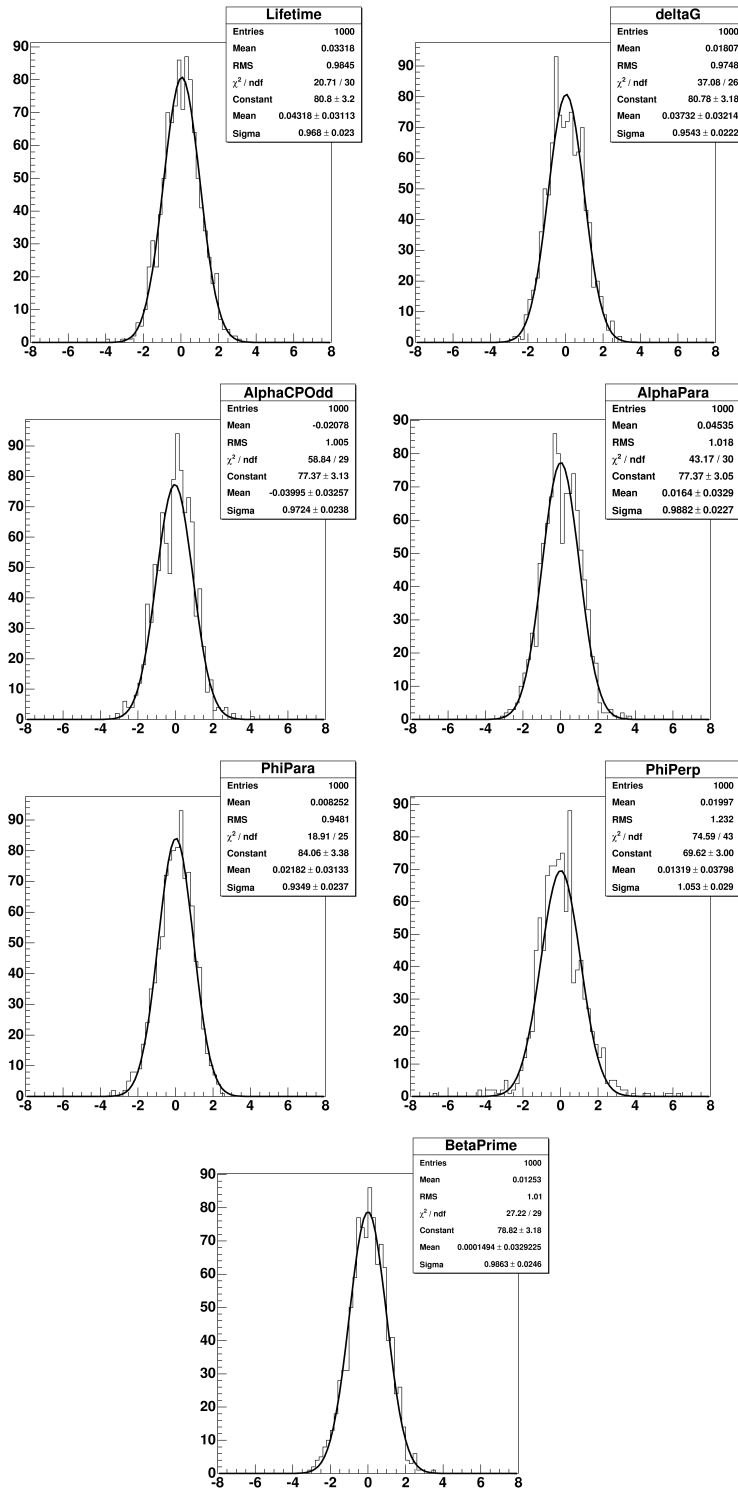 Lifetime
Entries 1000
Mean 0.03318
RMS 0.9845
χ² / ndf 20.71 / 30
Constant 80.8 ± 3.2
Mean 0.04318 ± 0.03113
Sigma 0.968 ± 0.023
90
80
70
60
50
40
30
20
10
0
-8 -6 -4 -2 0 2 4 6 8
deltaG
Entries 1000
Mean 0.01807
RMS 0.9748
χ² / ndf 37.08 / 26
Constant 80.78 ± 3.18
Mean 0.03732 ± 0.03214
Sigma 0.9543 ± 0.0222
90
80
70
60
50
40
30
20
10
0
-8 -6 -4 -2 0 2 4 6 8
AlphaCPOdd
Entries 1000
Mean -0.02078
RMS 1.005
χ² / ndf 58.84 / 29
Constant 77.37 ± 3.13
Mean -0.03995 ± 0.03257
Sigma 0.9724 ± 0.0238
90
80
70
60
50
40
30
20
10
0
-8 -6 -4 -2 0 2 4 6 8
AlphaPara
Entries 1000
Mean 0.04535
RMS 1.018
χ² / ndf 43.17 / 30
Constant 77.37 ± 3.05
Mean 0.0164 ± 0.0329
Sigma 0.9882 ± 0.0227
90
80
70
60
50
40
30
20
10
0
-8 -6 -4 -2 0 2 4 6 8
PhiPara
Entries 1000
Mean 0.008252
RMS 0.9481
χ² / ndf 18.91 / 25
Constant 84.06 ± 3.38
Mean 0.02182 ± 0.03133
Sigma 0.9349 ± 0.0237
90
80
70
60
50
40
30
20
10
0
-8 -6 -4 -2 0 2 4 6 8
PhiPerp
Entries 1000
Mean 0.01997
RMS 1.232
χ² / ndf 74.59 / 43
Constant 69.62 ± 3.00
Mean 0.01319 ± 0.03798
Sigma 1.053 ± 0.029
90
80
70
60
50
40
30
20
10
0
-8 -6 -4 -2 0 2 4 6 8
BetaPrime
Entries 1000
Mean 0.01253
RMS 1.01
χ² / ndf 27.22 / 29
Constant 78.82 ± 3.18
Mean 0.0001494 ± 0.0329225
Sigma 0.9863 ± 0.0246
90
80
70
60
50
40
30
20
10
0
-8 -6 -4 -2 0 2 4 6 8